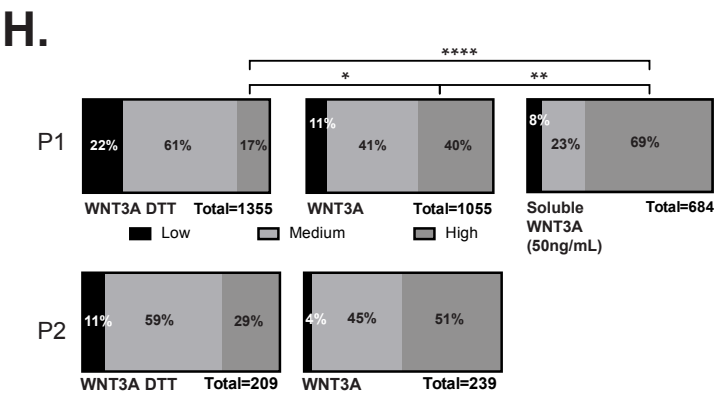 H.
****
* **
P1 22% 61% 17% 11% 41% 40% 8% 23% 69%
WNT3A DTT Total=1355 WNT3A Total=1055 Soluble WNT3A (50ng/mL) Total=684
Low Medium High
P2 11% 59% 29% 4% 45% 51%
WNT3A DTT Total=209 WNT3A Total=239